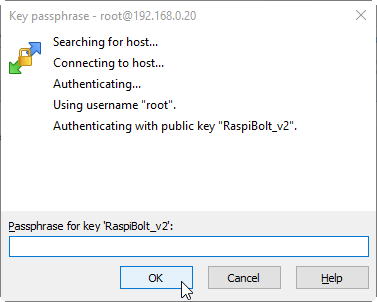 Key passphrase - root@192.168.0.20
Searching for host...
Connecting to host...
Authenticating...
Using username "root".
Authenticating with public key "RaspiBolt_v2".
Passphrase for key 'RaspiBolt_v2':
OK
Cancel
Help